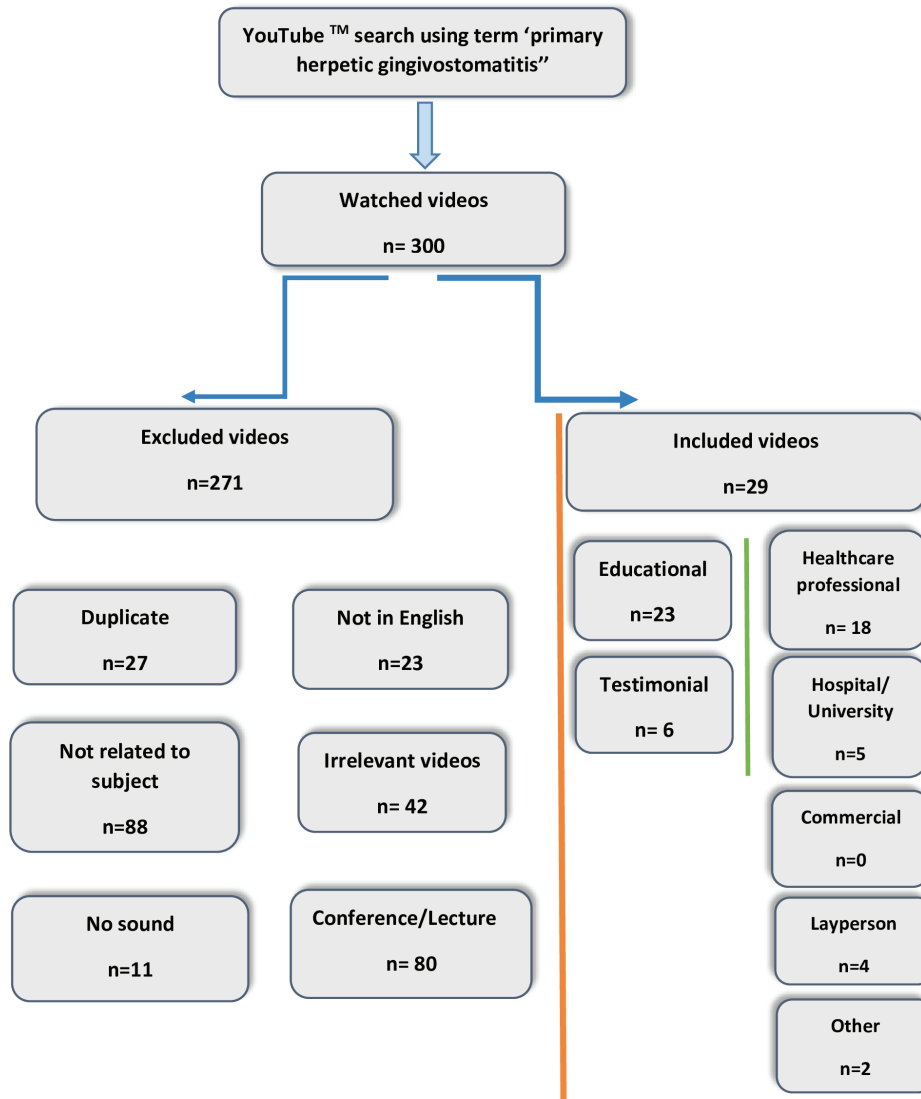 YouTube ™ search using term ‘primary
herpetic gingivostomatitis’’
Watched videos
n= 300
Excluded videos
n=271
Included videos
n=29
Duplicate
n=27
Not in English
n=23
Not related to
subject
n=88
Irrelevant videos
n= 42
No sound
n=11
Conference/Lecture
n= 80
Educational
n=23
Testimonial
n= 6
Healthcare
professional
n= 18
Hospital/
University
n=5
Commercial
n=0
Layperson
n=4
Other
n=2